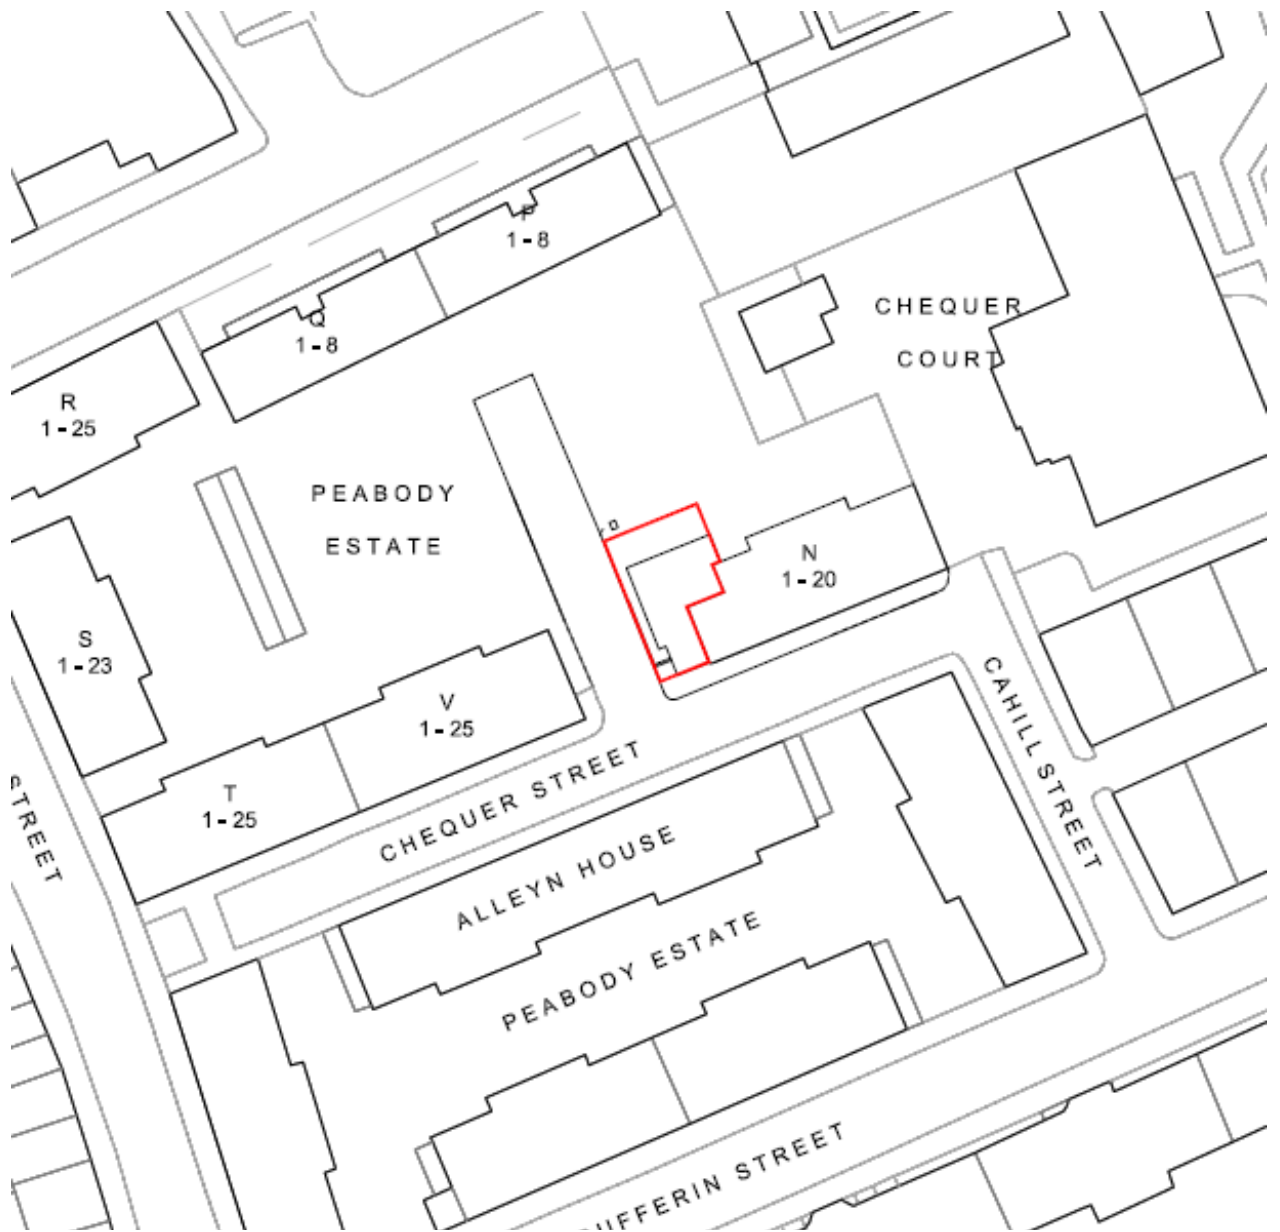 P
1 - 8
Q
1 - 8
CHEQUER
COURT
R
1 - 25
PEABODY
ESTATE
N
1 - 20
S
1 - 23
V
1 - 25
T
1 - 25
CHEQUER STREET
CAHILL STREET
STREET
ALLEYN HOUSE
PEABODY ESTATE
DUFFERIN STREET